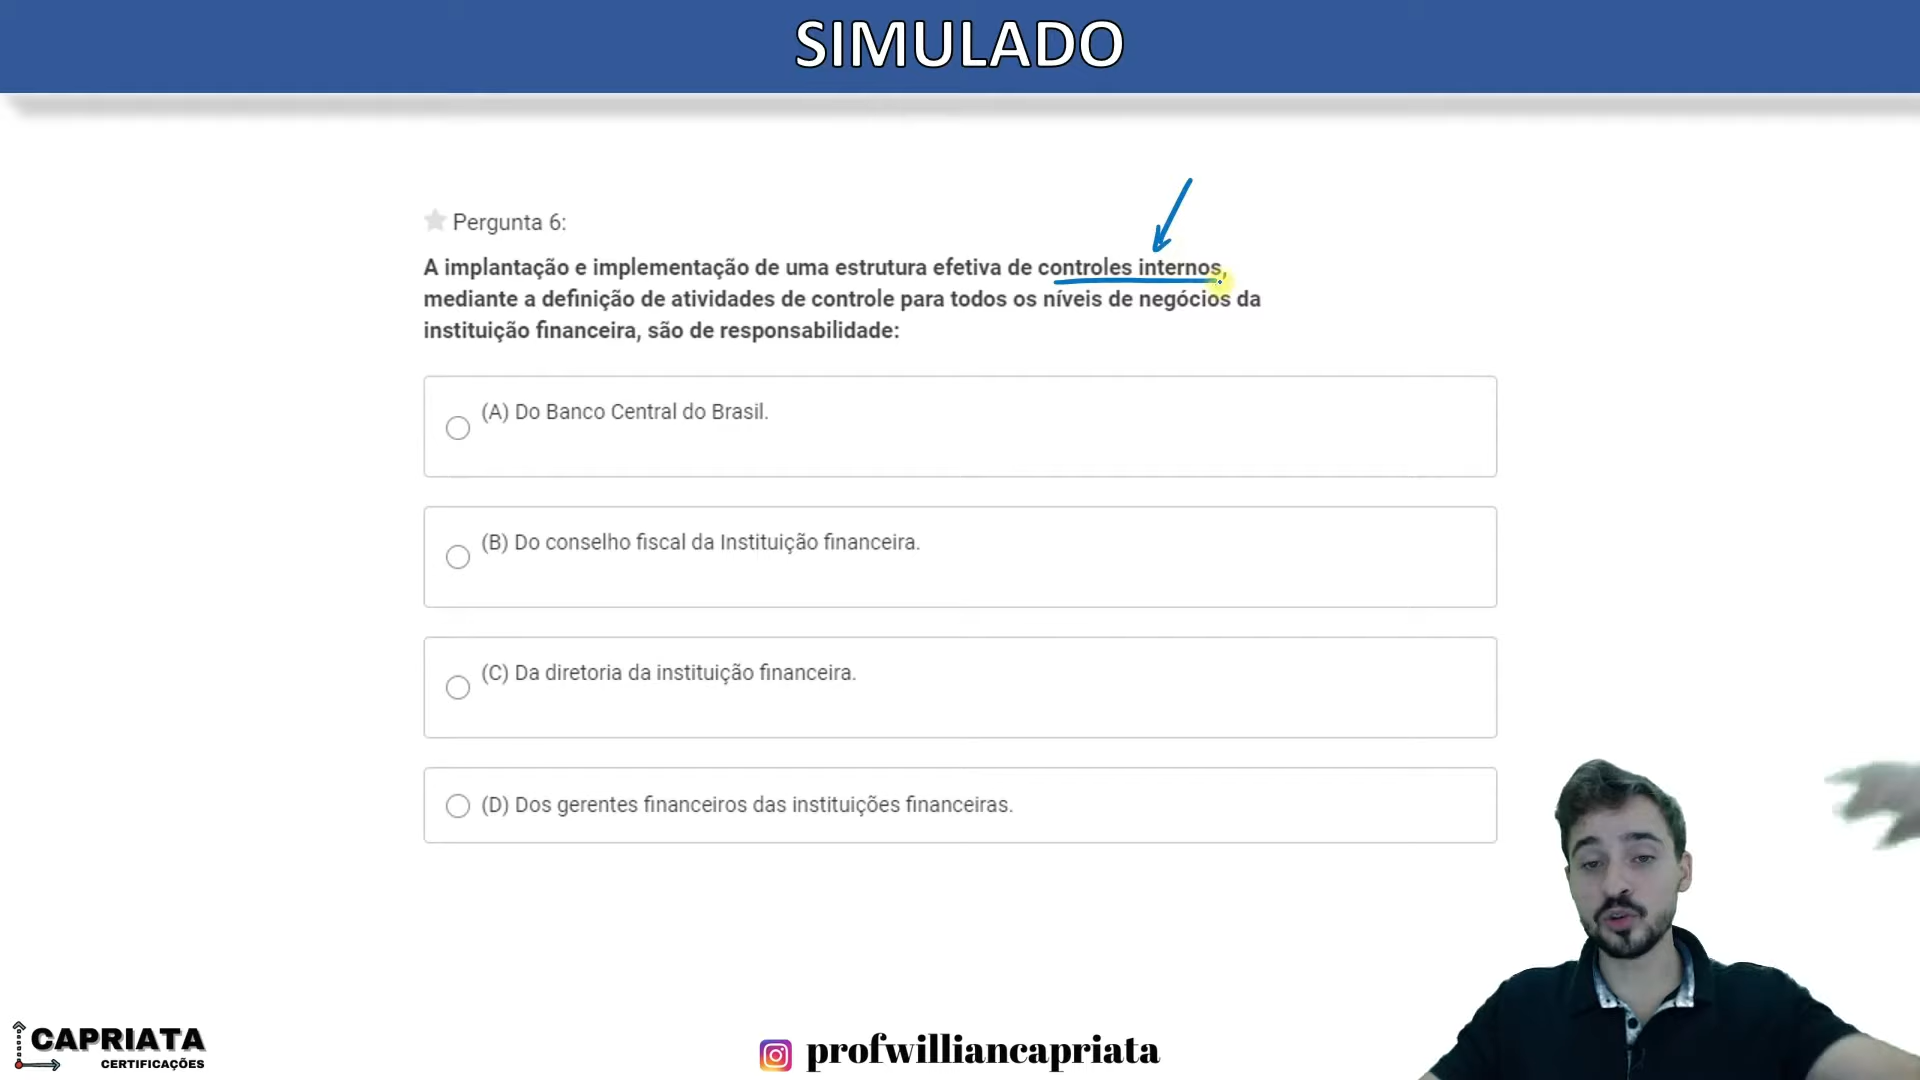 SIMULADO
Pergunta 6:
A implantação e implementação de uma estrutura efetiva de controles internos,
mediante a definição de atividades de controle para todos os níveis de negócios da
instituição financeira, são de responsabilidade:
(A) Do Banco Central do Brasil.
(B) Do conselho fiscal da Instituição financeira.
(C) Da diretoria da instituição financeira.
(D) Dos gerentes financeiros das instituições financeiras.
CAPRIATA
CERTIFICAÇÕES
profwilliancapriata